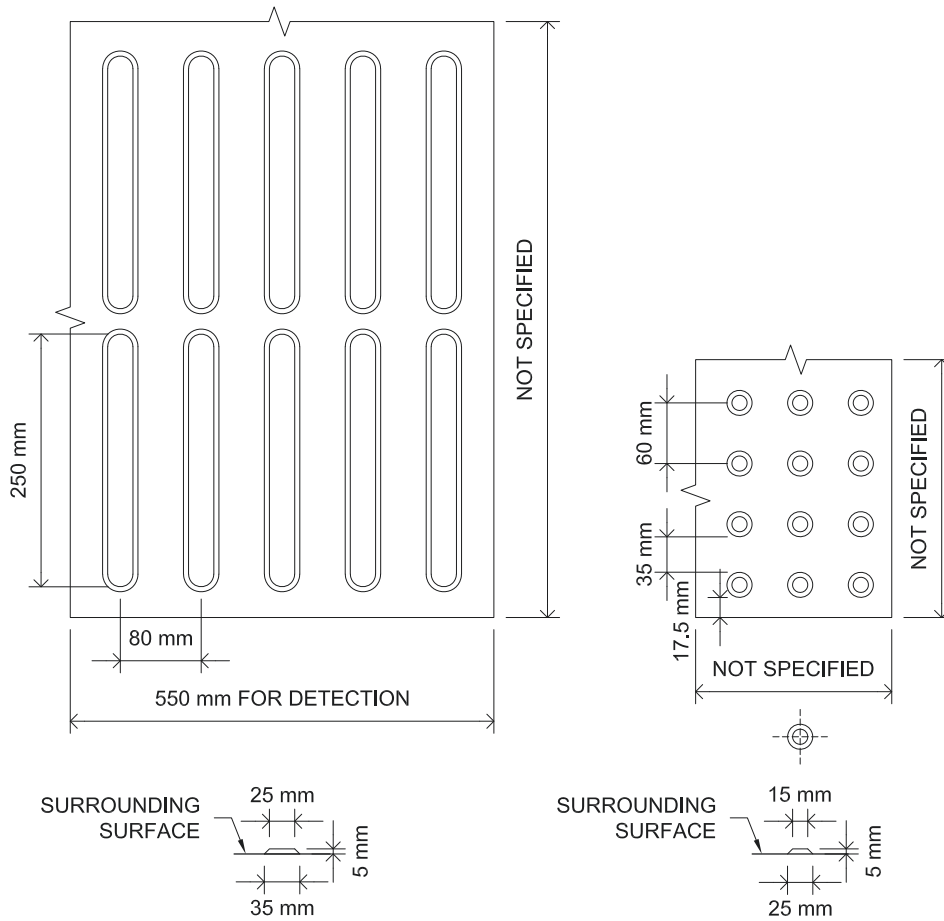 NOT SPECIFIED
250 mm
80 mm
550 mm FOR DETECTION
SURROUNDING
SURFACE
25 mm
5 mm
35 mm
60 mm
35 mm
17.5 mm
NOT SPECIFIED
NOT SPECIFIED
SURROUNDING
SURFACE
15 mm
5 mm
25 mm